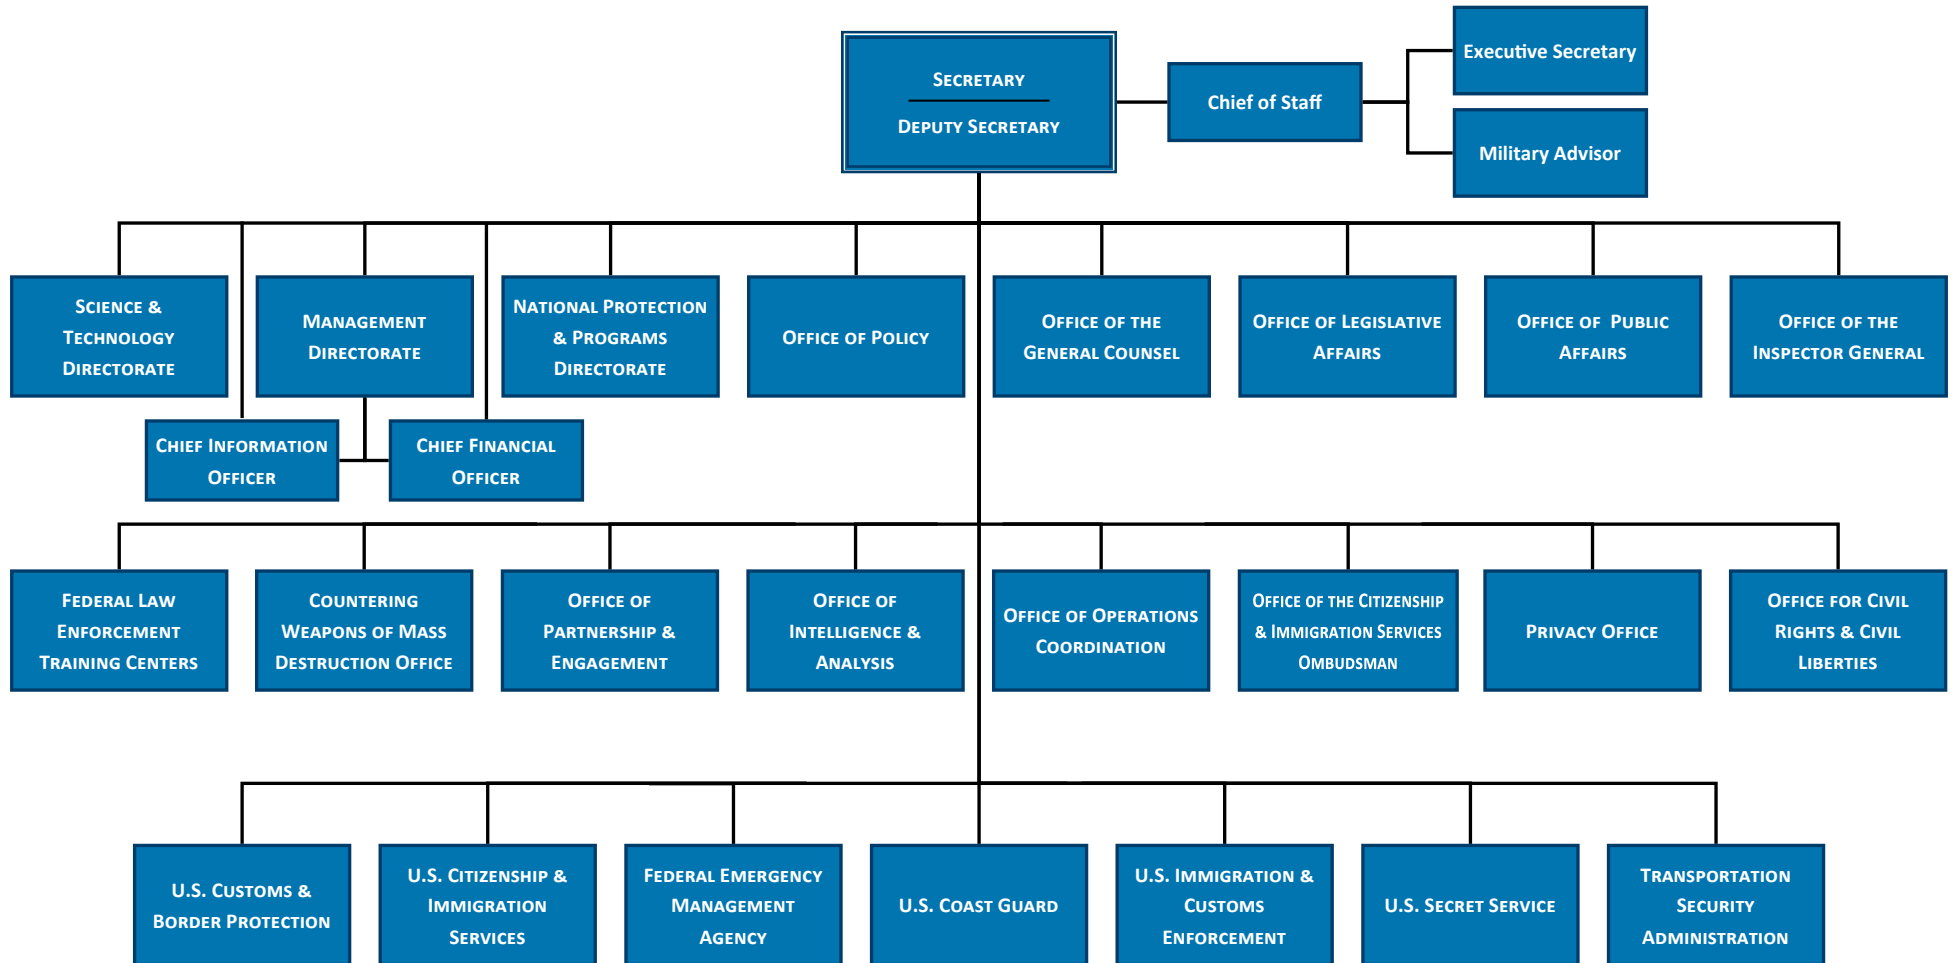 SECRETARY
DEPUTY SECRETARY
Chief of Staff
Executive Secretary
Military Advisor
SCIENCE &
TECHNOLOGY
DIRECTORATE
MANAGEMENT
DIRECTORATE
NATIONAL PROTECTION
& PROGRAMS
DIRECTORATE
OFFICE OF POLICY
OFFICE OF THE
GENERAL COUNSEL
OFFICE OF LEGISLATIVE
AFFAIRS
OFFICE OF PUBLIC
AFFAIRS
OFFICE OF THE
INSPECTOR GENERAL
CHIEF INFORMATION
OFFICER
CHIEF FINANCIAL
OFFICER
FEDERAL LAW
ENFORCEMENT
TRAINING CENTERS
COUNTERING
WEAPONS OF MASS
DESTRUCTION OFFICE
OFFICE OF
PARTNERSHIP &
ENGAGEMENT
OFFICE OF
INTELLIGENCE &
ANALYSIS
OFFICE OF OPERATIONS
COORDINATION
OFFICE OF THE CITIZENSHIP
& IMMIGRATION SERVICES
OMBUDSMAN
PRIVACY OFFICE
OFFICE FOR CIVIL
RIGHTS & CIVIL
LIBERTIES
U.S. CUSTOMS &
BORDER PROTECTION
U.S. CITIZENSHIP &
IMMIGRATION
SERVICES
FEDERAL EMERGENCY
MANAGEMENT
AGENCY
U.S. COAST GUARD
U.S. IMMIGRATION &
CUSTOMS
ENFORCEMENT
U.S. SECRET SERVICE
TRANSPORTATION
SECURITY
ADMINISTRATION